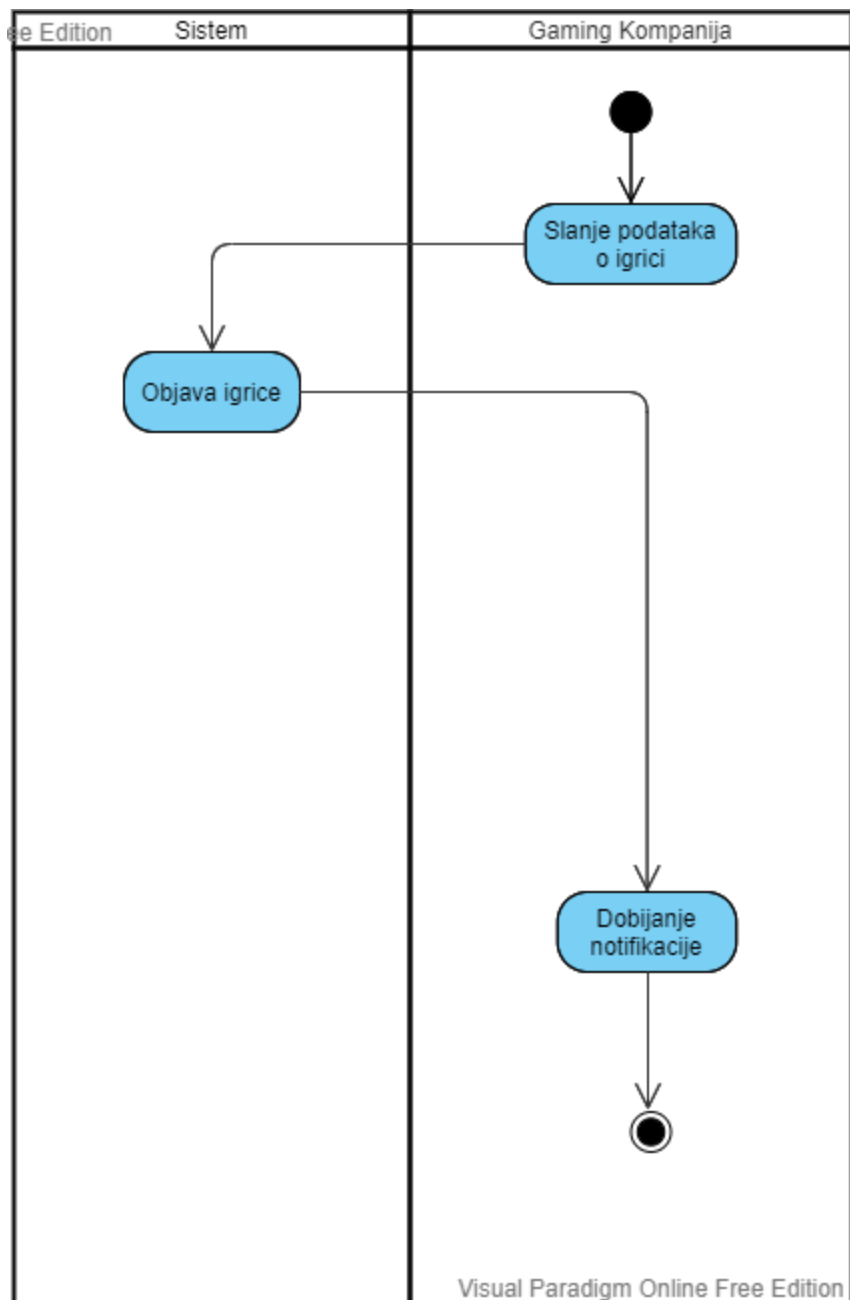 Edition
Sistem
Gaming Kompanija
Slanje podataka
o igrici
Objava igrice
Dobijanje
notifikacije
Visual Paradigm Online Free Edition